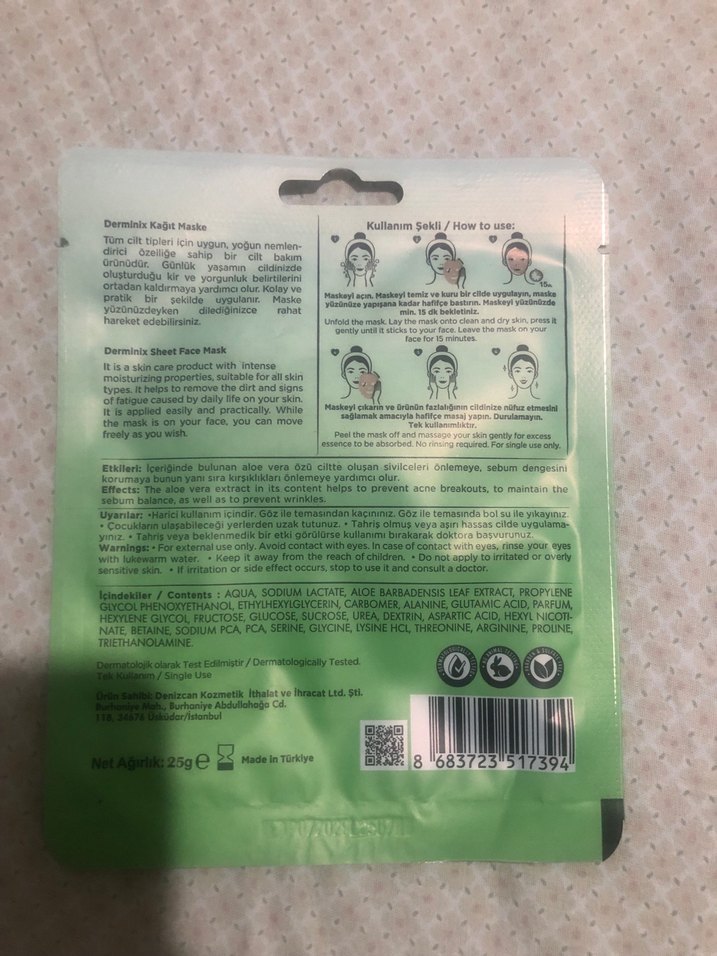 Derminix Kağıt Maske
Tüm cilt tipleri için uygun, yoğun nemlen-
dirici özelliğe sahip bir cilt bakım
ürünüdür. Günlük yaşamın cildinizde
oluşturduğu kir ve yorgunluk belirtilerini
ortadan kaldırmaya yardımcı olur. Kolay ve
pratik bir şekilde uygulanır. Maske
yüzünüzdeyken dilediğinizce rahat
hareket edebilirsiniz.
Derminix Sheet Face Mask
It is a skin care product with intense
moisturizing properties, suitable for all skin
types. It helps to remove the dirt and signs
of fatigue caused by daily life on your skin.
It is applied easily and practically. While
the mask is on your face, you can move
freely as you wish.
Kullanım Şekli / How to use:
15
Maskeyi açın. Maskeyi temiz ve kuru bir cilde uygulayın, maske
yüzünüze yapışana kadar hafifçe bastırın. Maskeyi yüzünüzde
min. 15 dk bekletiniz.
Unfold the mask. Lay the mask onto clean and dry skin, press it
gently until it sticks to your face. Leave the mask on your
face for 15 minutes.
Maskeyi çıkarın ve ürünün fazlalığının cildinize nüfuz etmesini
sağlamak amacıyla hafifçe masaj yapın. Durulamayın.
Tek kullanımlıktır.
Peel the mask off and massage your skin gently for excess
essence to be absorbed. No rinsing required. For single use only.
Etkileri: İçeriğinde bulunan aloe vera özü ciltte oluşan sivilceleri önlemeye, sebum dengesini
korumaya bunun yanı sıra kırşıklıkları önlemeye yardımcı olur.
Effects: The aloe vera extract in its content helps to prevent acne breakouts, to maintain the
sebum balance, as well as to prevent wrinkles.
Uyarılar: •Harici kullanım içindir. Göz ile temasından kaçınınız. Göz ile temasında bol su ile yıkayınız.
• Çocukların ulaşabileceği yerlerden uzak tutunuz. • Tahriş olmuş veya aşırı hassas cilde uygulama-
yınız. • Tahriş veya beklenmedik bir etki görülürse kullanımı bırakarak doktora başvurunuz.
Warnings: • For external use only. Avoid contact with eyes. In case of contact with eyes, rinse your eyes
with lukewarm water. • Keep it away from the reach of children. • Do not apply to irritated or overly
sensitive skin. • If irritation or side effect occurs, stop to use it and consult a doctor.
İçindekiler / Contents : AQUA, SODIUM LACTATE, ALOE BARBADENSIS LEAF EXTRACT, PROPYLENE
GLYCOL PHENOXYETHANOL, ETHYLHEXYLGLYCERIN, CARBOMER, ALANINE, GLUTAMIC ACID, PARFUM,
HEXYLENE GLYCOL, FRUCTOSE, GLUCOSE, SUCROSE, UREA, DEXTRIN, ASPARTIC ACID, HEXYL NICOTI-
NATE, BETAINE, SODIUM PCA, PCA, SERINE, GLYCINE, LYSINE HCL, THREONINE, ARGININE, PROLINE,
TRIETHANOLAMINE.
Dermatolojik olarak Test Edilmiştir / Dermatologically Tested.
Tek Kullanım / Single Use
Ürün Sahibi: Denizcan Kozmetik İthalat ve İhracat Ltd. Şti.
Burhaniye Mah., Burhaniye Abdullahağa Cd.
118, 34676 Üsküdar/İstanbul
Net Ağırlık: 25g e
Made in Türkiye
8 683723 517394